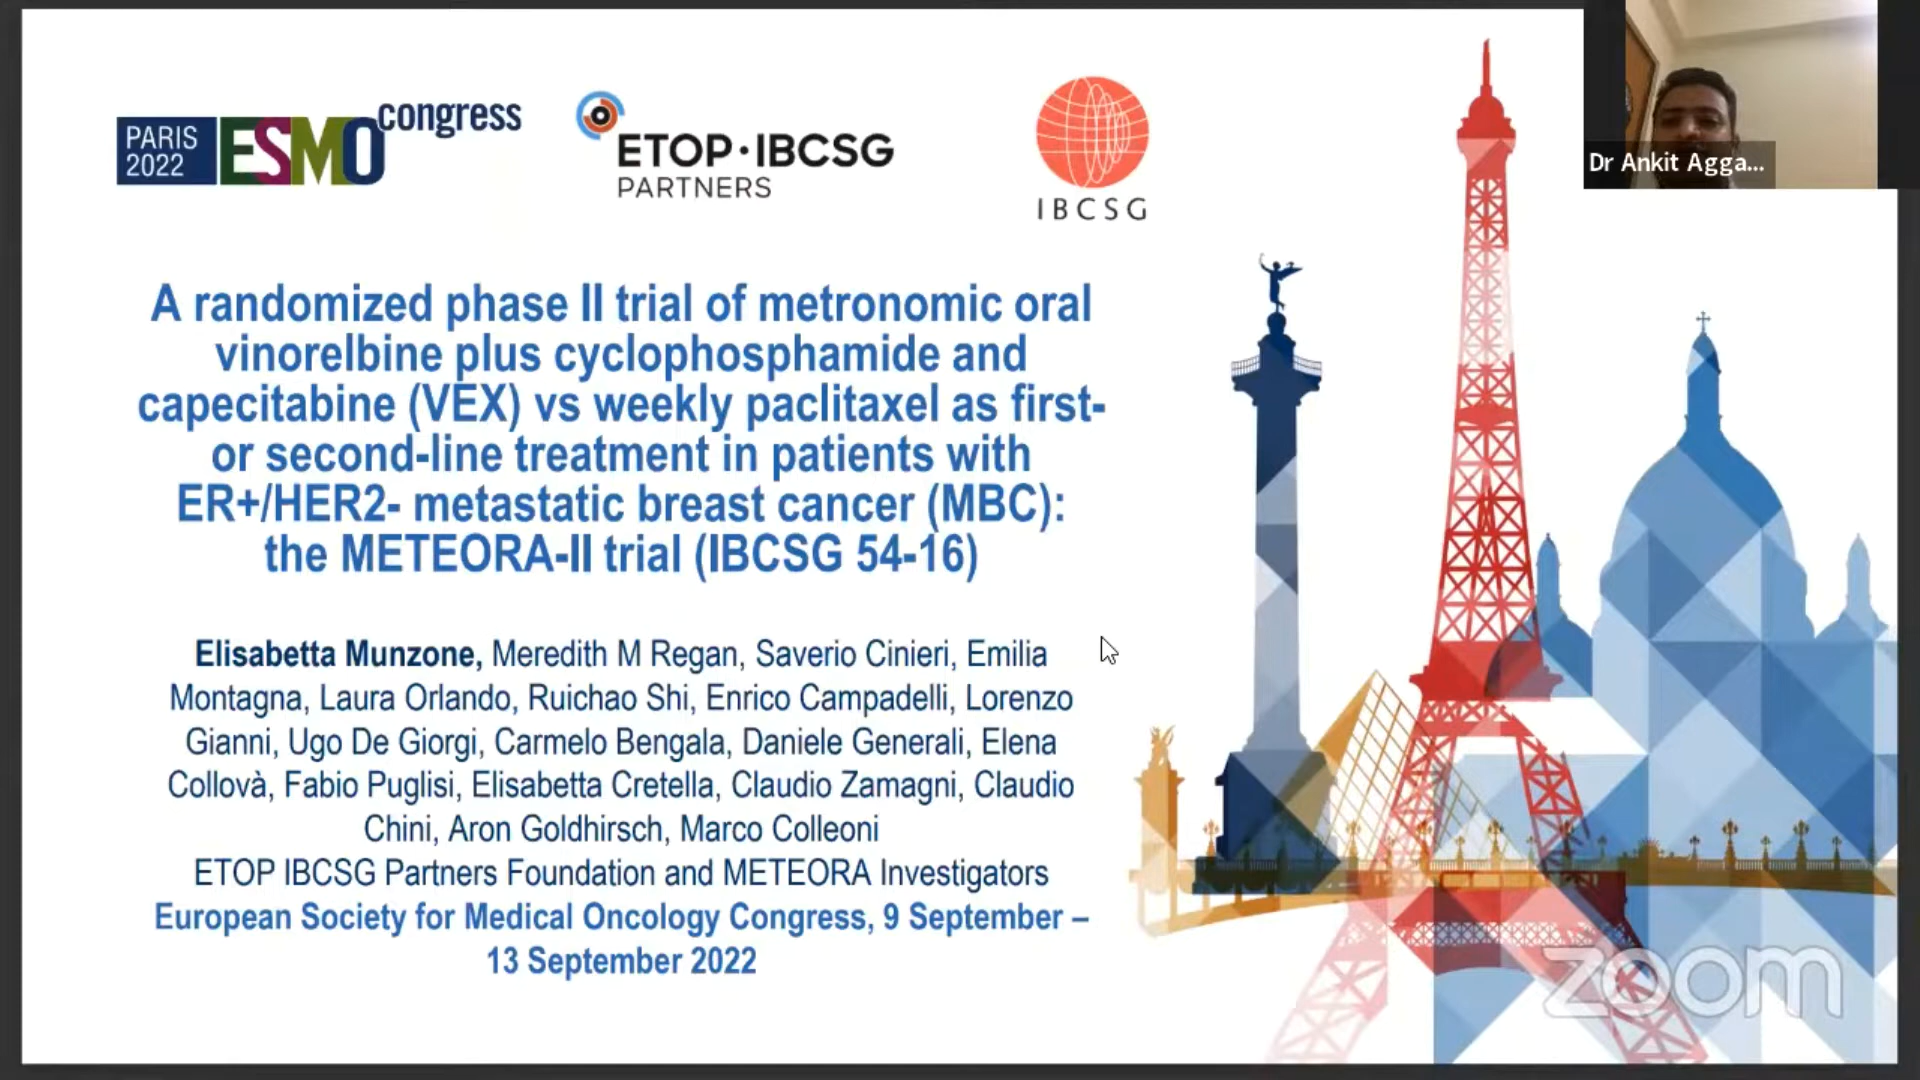 PARIS
2022
ESMO
congress
ETOP·IBCSG
PARTNERS
IBCSG
Dr Ankit Agga...
A randomized phase II trial of metronomic oral
vinorelbine plus cyclophosphamide and
capecitabine (VEX) vs weekly paclitaxel as first-
or second-line treatment in patients with
ER+/HER2- metastatic breast cancer (MBC):
the METEORA-II trial (IBCSG 54-16)
Elisabetta Munzone, Meredith M Regan, Saverio Cinieri, Emilia
Montagna, Laura Orlando, Ruichao Shi, Enrico Campadelli, Lorenzo
Gianni, Ugo De Giorgi, Carmelo Bengala, Daniele Generali, Elena
Collovà, Fabio Puglisi, Elisabetta Cretella, Claudio Zamagni, Claudio
Chini, Aron Goldhirsch, Marco Colleoni
ETOP IBCSG Partners Foundation and METEORA Investigators
European Society for Medical Oncology Congress, 9 September –
13 September 2022
zoom